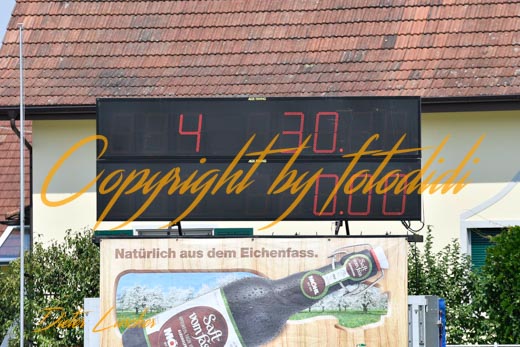 4 30.
Copyright by fotodidi
0.00
Natürlich aus dem Eichenfass.
Saft
vom Fass